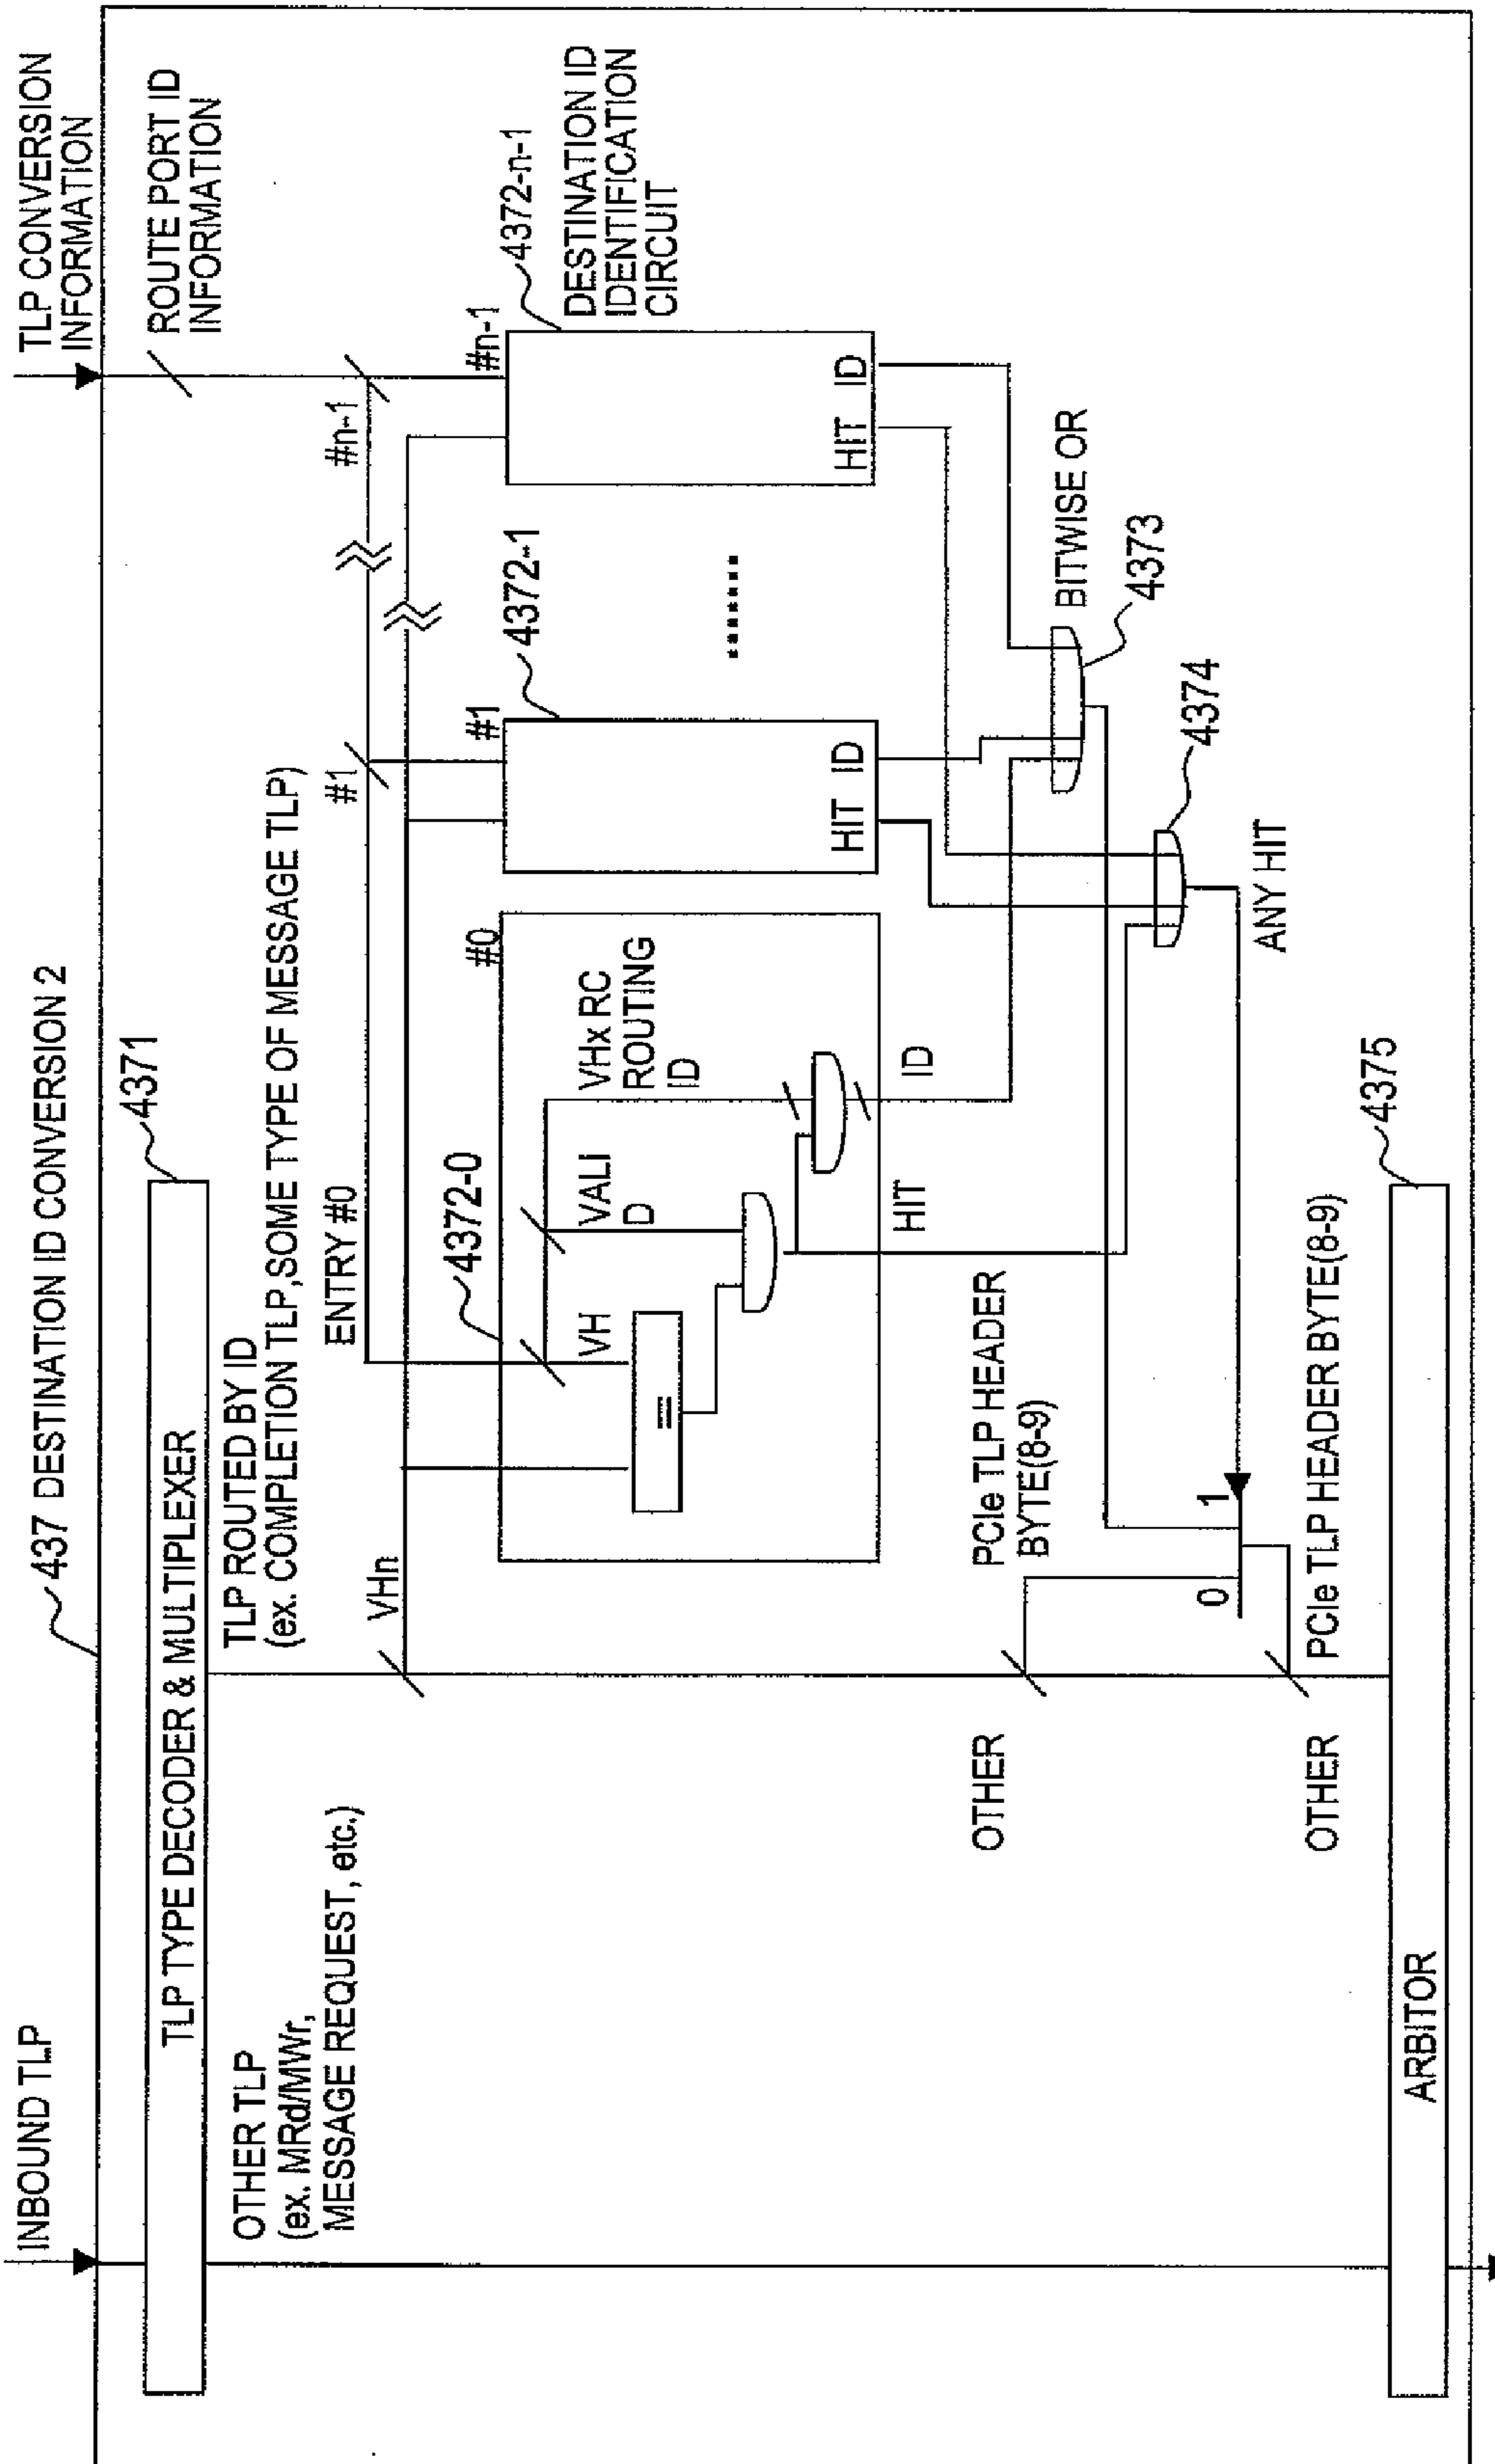 INBOUND TLP
437 DESTINATION ID CONVERSION 2
TLP CONVERSION
INFORMATION
4371
TLP TYPE DECODER & MULTIPLEXER
ROUTE PORT ID
INFORMATION
OTHER TLP
(ex. MRd/MWr,
MESSAGE REQUEST, etc.)
TLP ROUTED BY ID
(ex. COMPLETION TLP,SOME TYPE OF MESSAGE TLP)
ENTRY #0
#1
#n-1
VHn
4372-0
#0
#1
4372-1
#n-1
4372-n-1
DESTINATION ID
IDENTIFICATION
CIRCUIT
VH
VALI
D
VHx RC
ROUTING
ID
=
.......
HIT ID
HIT ID
HIT
ID
BITWISE OR
4373
4374
ANY HIT
OTHER
PCIe TLP HEADER
BYTE(8-9)
0
1
OTHER
PCIe TLP HEADER BYTE(8-9)
4375
ARBITOR